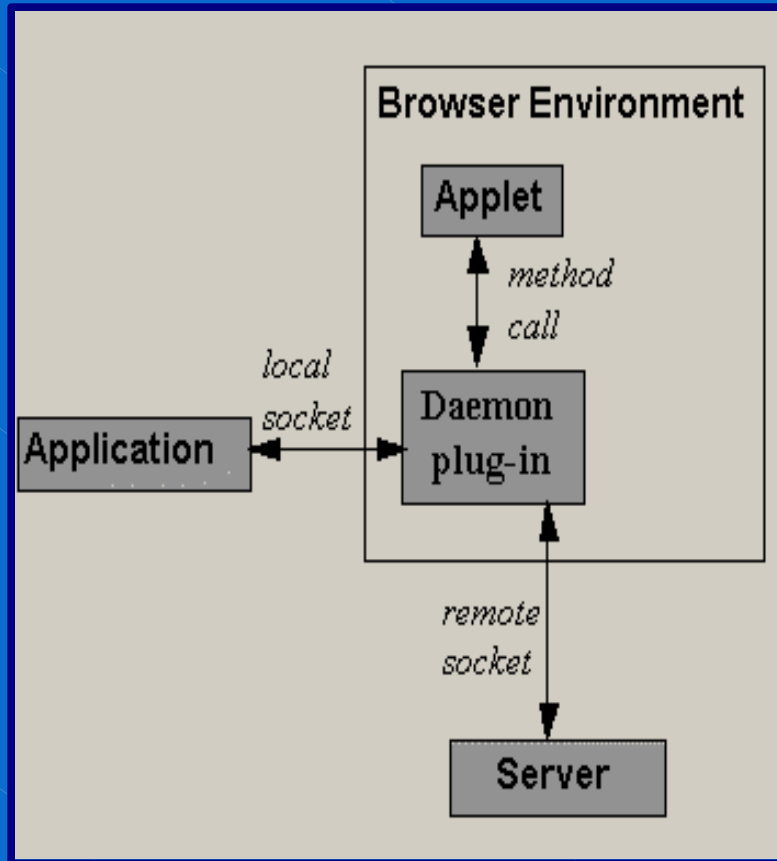 Browser Environment
Applet
method
call
local
socket
Daemon
plug-in
Application
remote
socket
Server